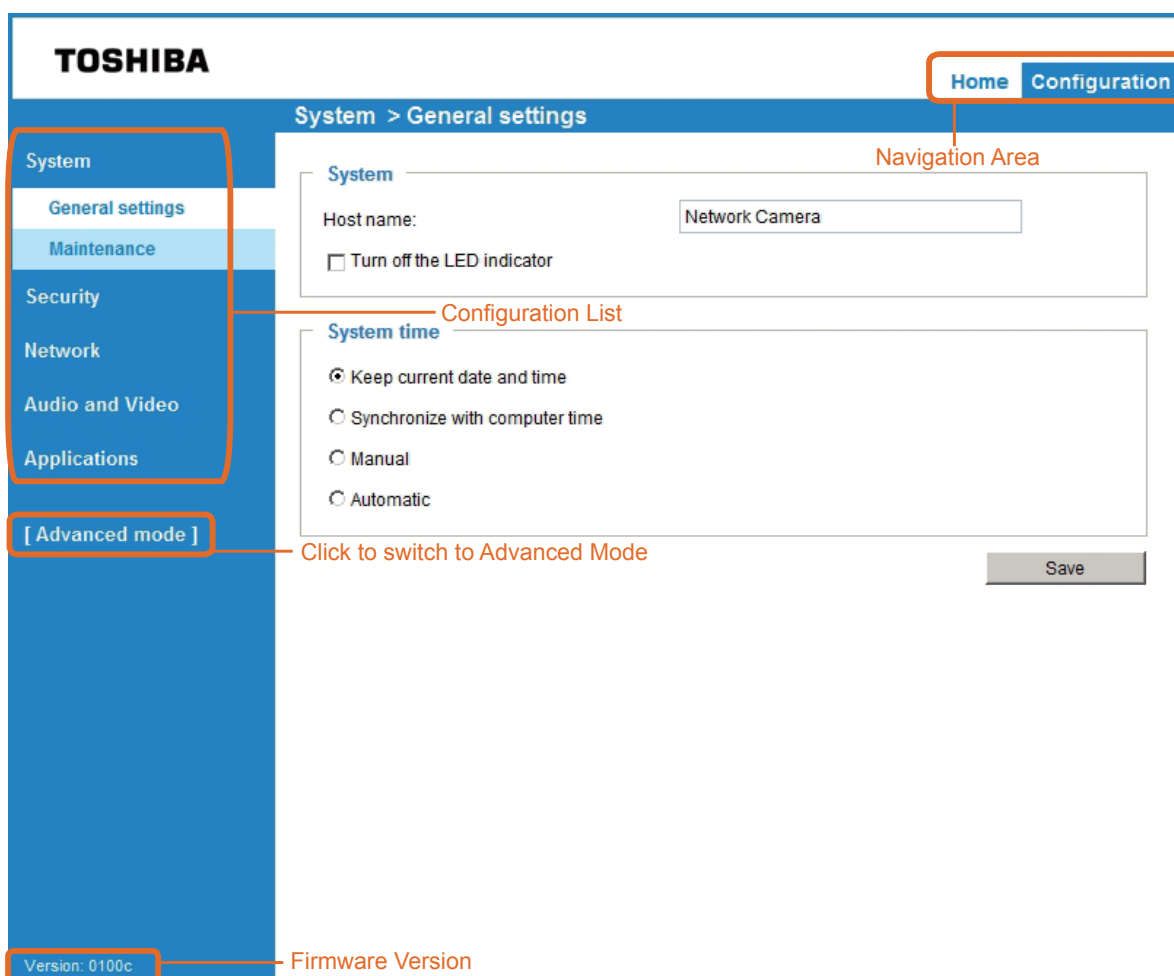 TOSHIBA
Home Configuration
System > General settings
Navigation Area
System
General settings
Maintenance
Security
Network
Audio and Video
Applications
[ Advanced mode ]
Version: 0100c
System
Host name: Network Camera
Turn off the LED indicator
Configuration List
System time
Keep current date and time
Synchronize with computer time
Manual
Automatic
Click to switch to Advanced Mode
Save
Firmware Version